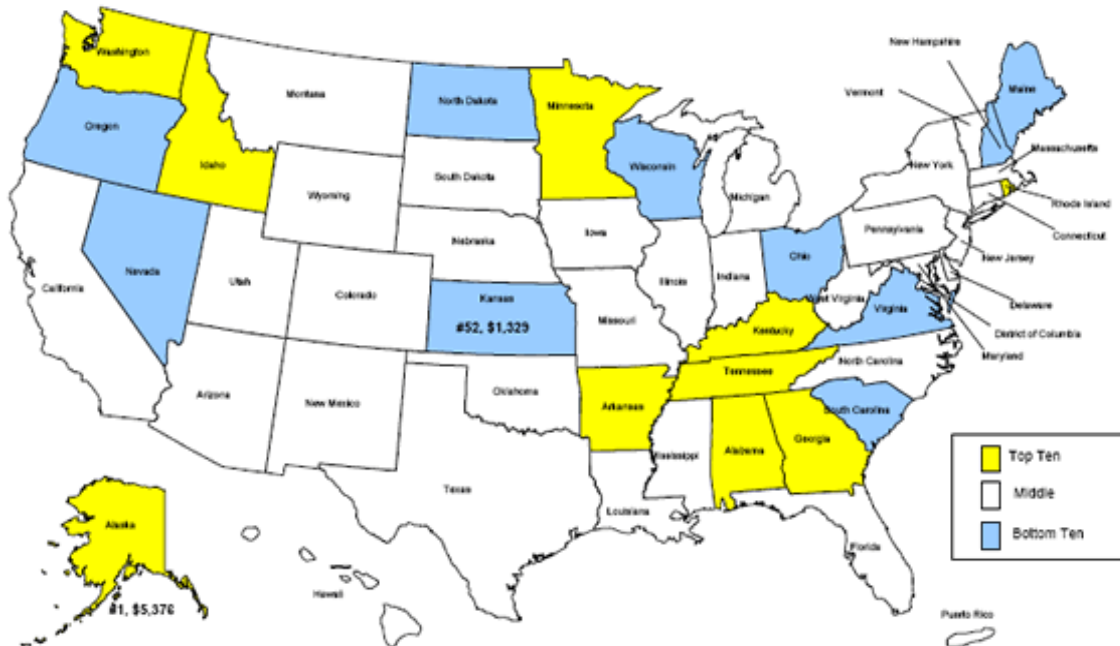 Washington
Montana
North Dakota
Minnesota
New Hampshire
Vermont
Maine
Oregon
Idaho
Wyoming
South Dakota
Wisconsin
Michigan
New York
Massachusetts
Rhode Island
Connecticut
Nevada
Utah
Colorado
Nebraska
Iowa
Illinois
Indiana
Ohio
Pennsylvania
New Jersey
Delaware
District of Columbia
Maryland
California
Kansas
#52, $1,329
Missouri
Kentucky
West Virginia
Virginia
North Carolina
Arizona
New Mexico
Oklahoma
Arkansas
Tennessee
South Carolina
Texas
Louisiana
Mississippi
Alabama
Georgia
Florida
Alaska
#1, $5,376
Hawaii
Puerto Rico
Top Ten
Middle
Bottom Ten